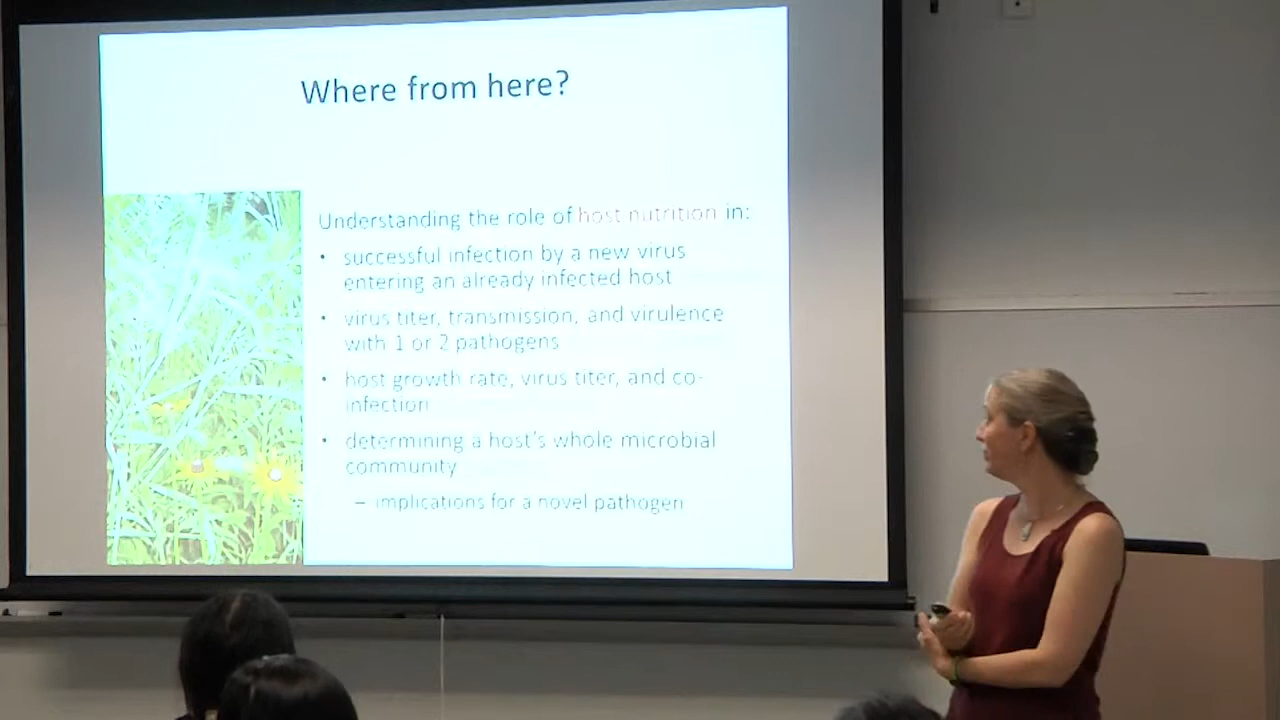 Where from here?
Understanding the role of host nutrition in:
• successful infection by a new virus
entering an already infected host
• virus titer, transmission, and virulence
with 1 or 2 pathogens
• host growth rate, virus titer, and co-
infection
• determining a host's whole microbial
community
– implications for a novel pathogen